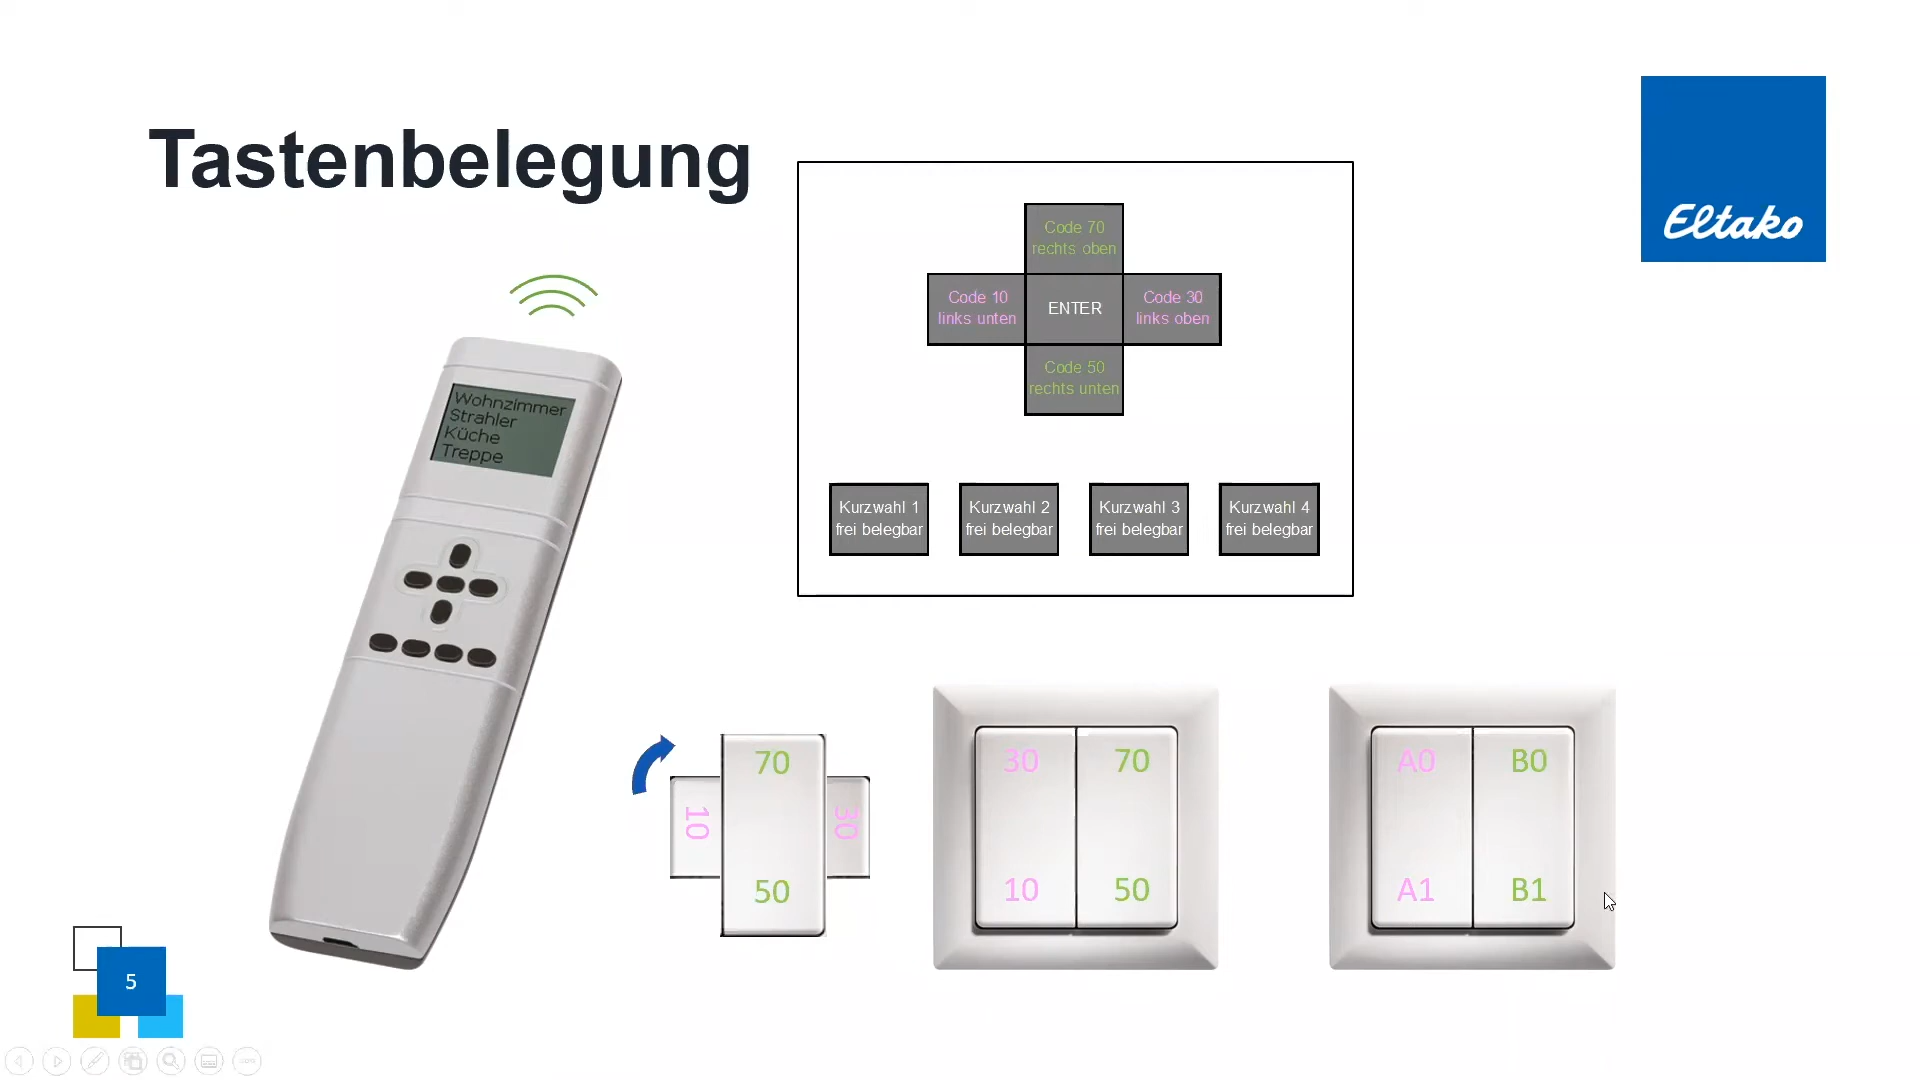 Tastenbelegung
Eltako
Code 70
rechts oben
Code 10
links unten
ENTER
Code 30
links oben
Code 50
rechts unten
Wohnzimmer
Strahler
Küche
Treppe
Kurzwahl 1
frei belegbar
Kurzwahl 2
frei belegbar
Kurzwahl 3
frei belegbar
Kurzwahl 4
frei belegbar
70
10
30
50
30
70
10
50
A0
B0
A1
B1
5